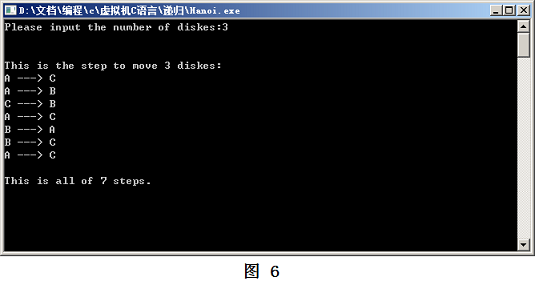 D:\文档\编程\c\虚拟机C语言\递归\Hanoi.exe
Please input the number of diskes:3
This is the step to move 3 diskes:
A ---> C
A ---> B
C ---> B
A ---> C
B ---> A
B ---> C
A ---> C
This is all of 7 steps.
图 6